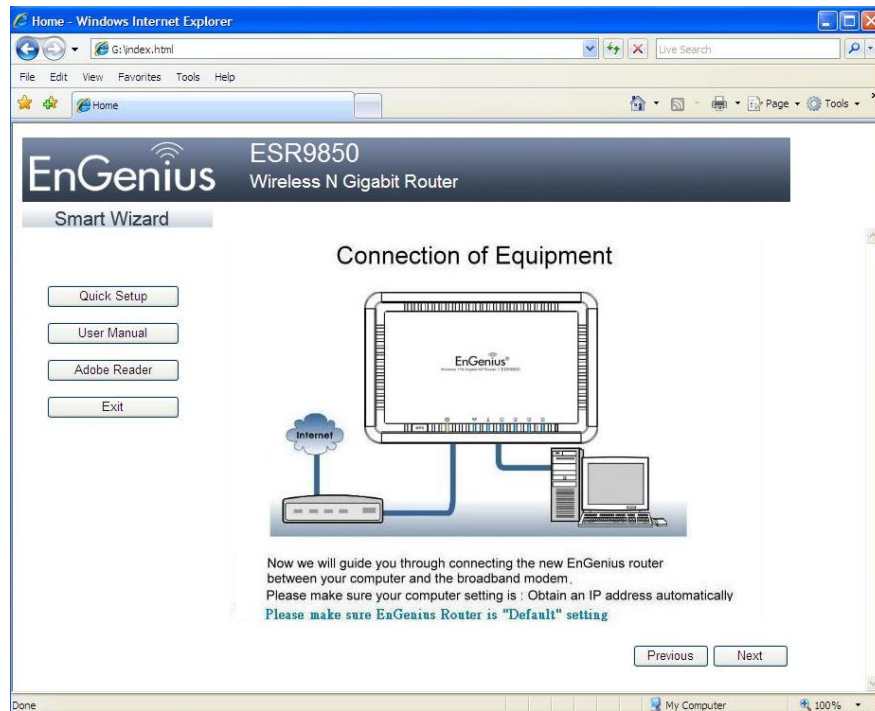 Home - Windows Internet Explorer
G:\index.html
Live Search
File Edit View Favorites Tools Help
Home
Page Tools
EnGenius
ESR9850
Wireless N Gigabit Router
Smart Wizard
Connection of Equipment
Quick Setup
User Manual
Adobe Reader
Exit
EnGenius®
Internet
Now we will guide you through connecting the new EnGenius router
between your computer and the broadband modem.
Please make sure your computer setting is : Obtain an IP address automatically
Please make sure EnGenius Router is "Default" setting
Previous Next
Done
My Computer
100%